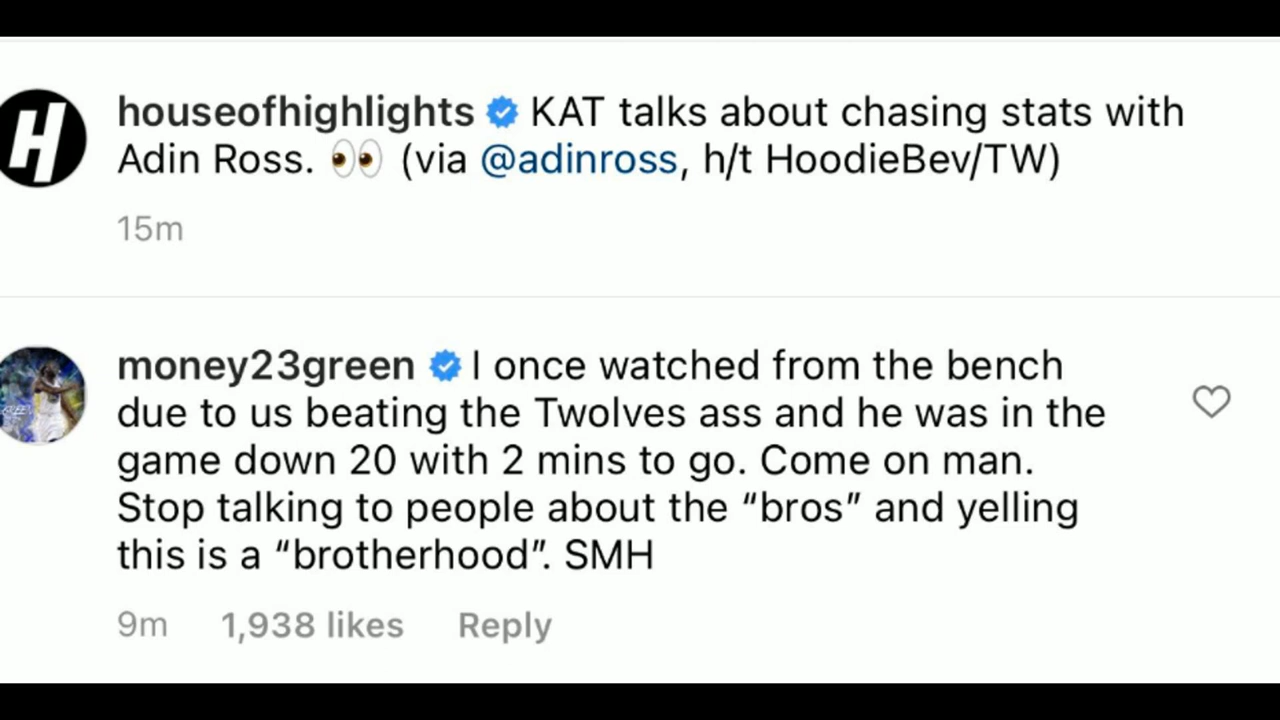 houseofhighlights KAT talks about chasing stats with
Adin Ross. 👀 (via @adinross, h/t HoodieBev/TW)
15m
money23green I once watched from the bench
due to us beating the Twolves ass and he was in the
game down 20 with 2 mins to go. Come on man.
Stop talking to people about the “bros” and yelling
this is a “brotherhood”. SMH
9m 1,938 likes Reply